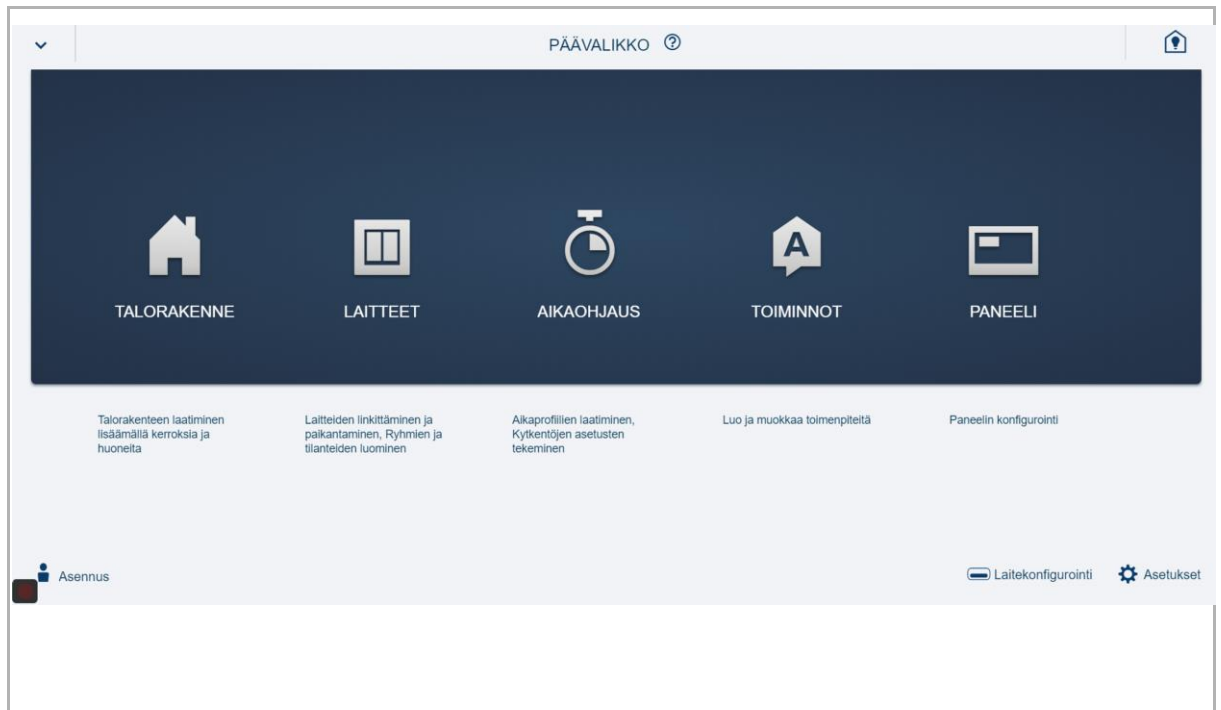 PÄÄVALIKKO ?
TALORAKENNE
LAITTEET
AIKAOHJAUS
A
TOIMINNOT
PANEELI
Talorakenteen laatiminen
lisäämällä kerroksia ja
huoneita
Laitteiden linkittäminen ja
paikantaminen, Ryhmien ja
tilanteiden luominen
Aikaprofiilien laatiminen,
Kytkentöjen asetusten
tekeminen
Luo ja muokkaa toimenpiteitä
Paneelin konfigurointi
Asennus
Laitekonfigurointi
Asetukset